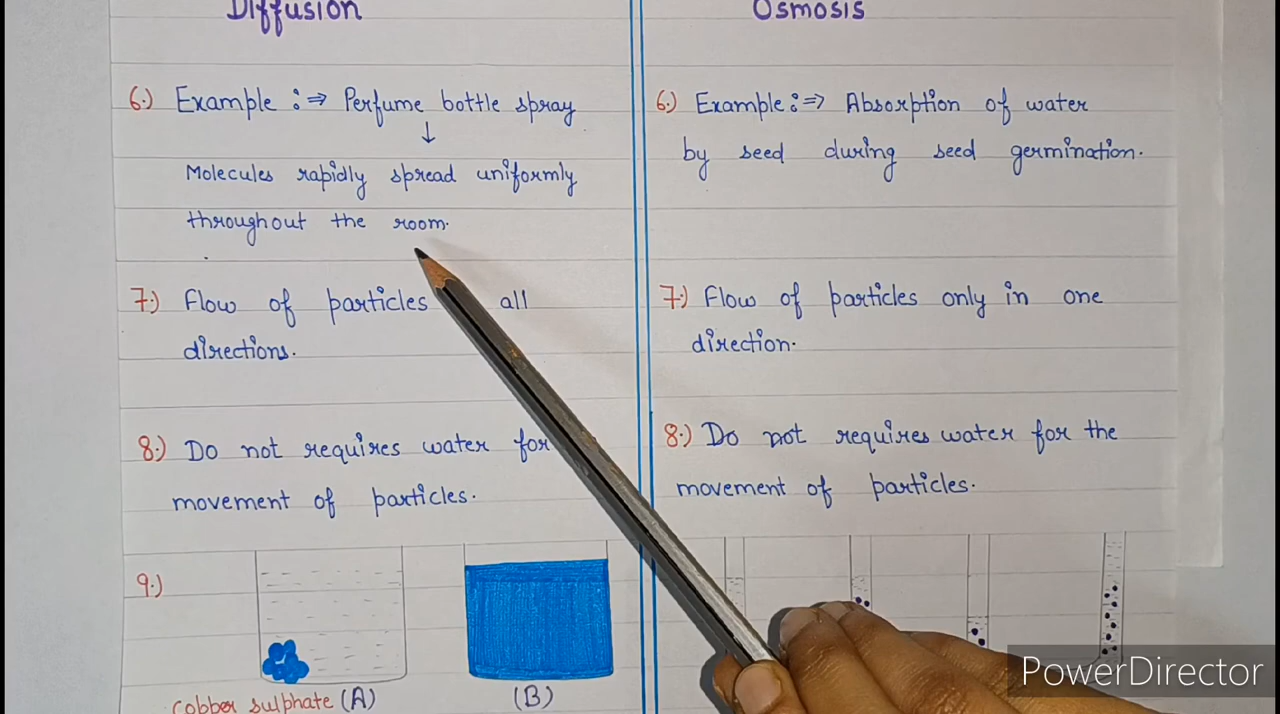 Diffusion
6.) Example :⇒ Perfume bottle spray
↓
Molecules rapidly spread uniformly
throughout the room.
7.) Flow of particles all
directions.
8.) Do not requires water for
movement of particles.
9.)
copper sulphate (A)
(B)
Osmosis
6.) Example :⇒ Absorption of water
by seed during seed germination.
7.) Flow of particles only in one
direction.
8.) Do not requires water for the
movement of particles.
PowerDirector